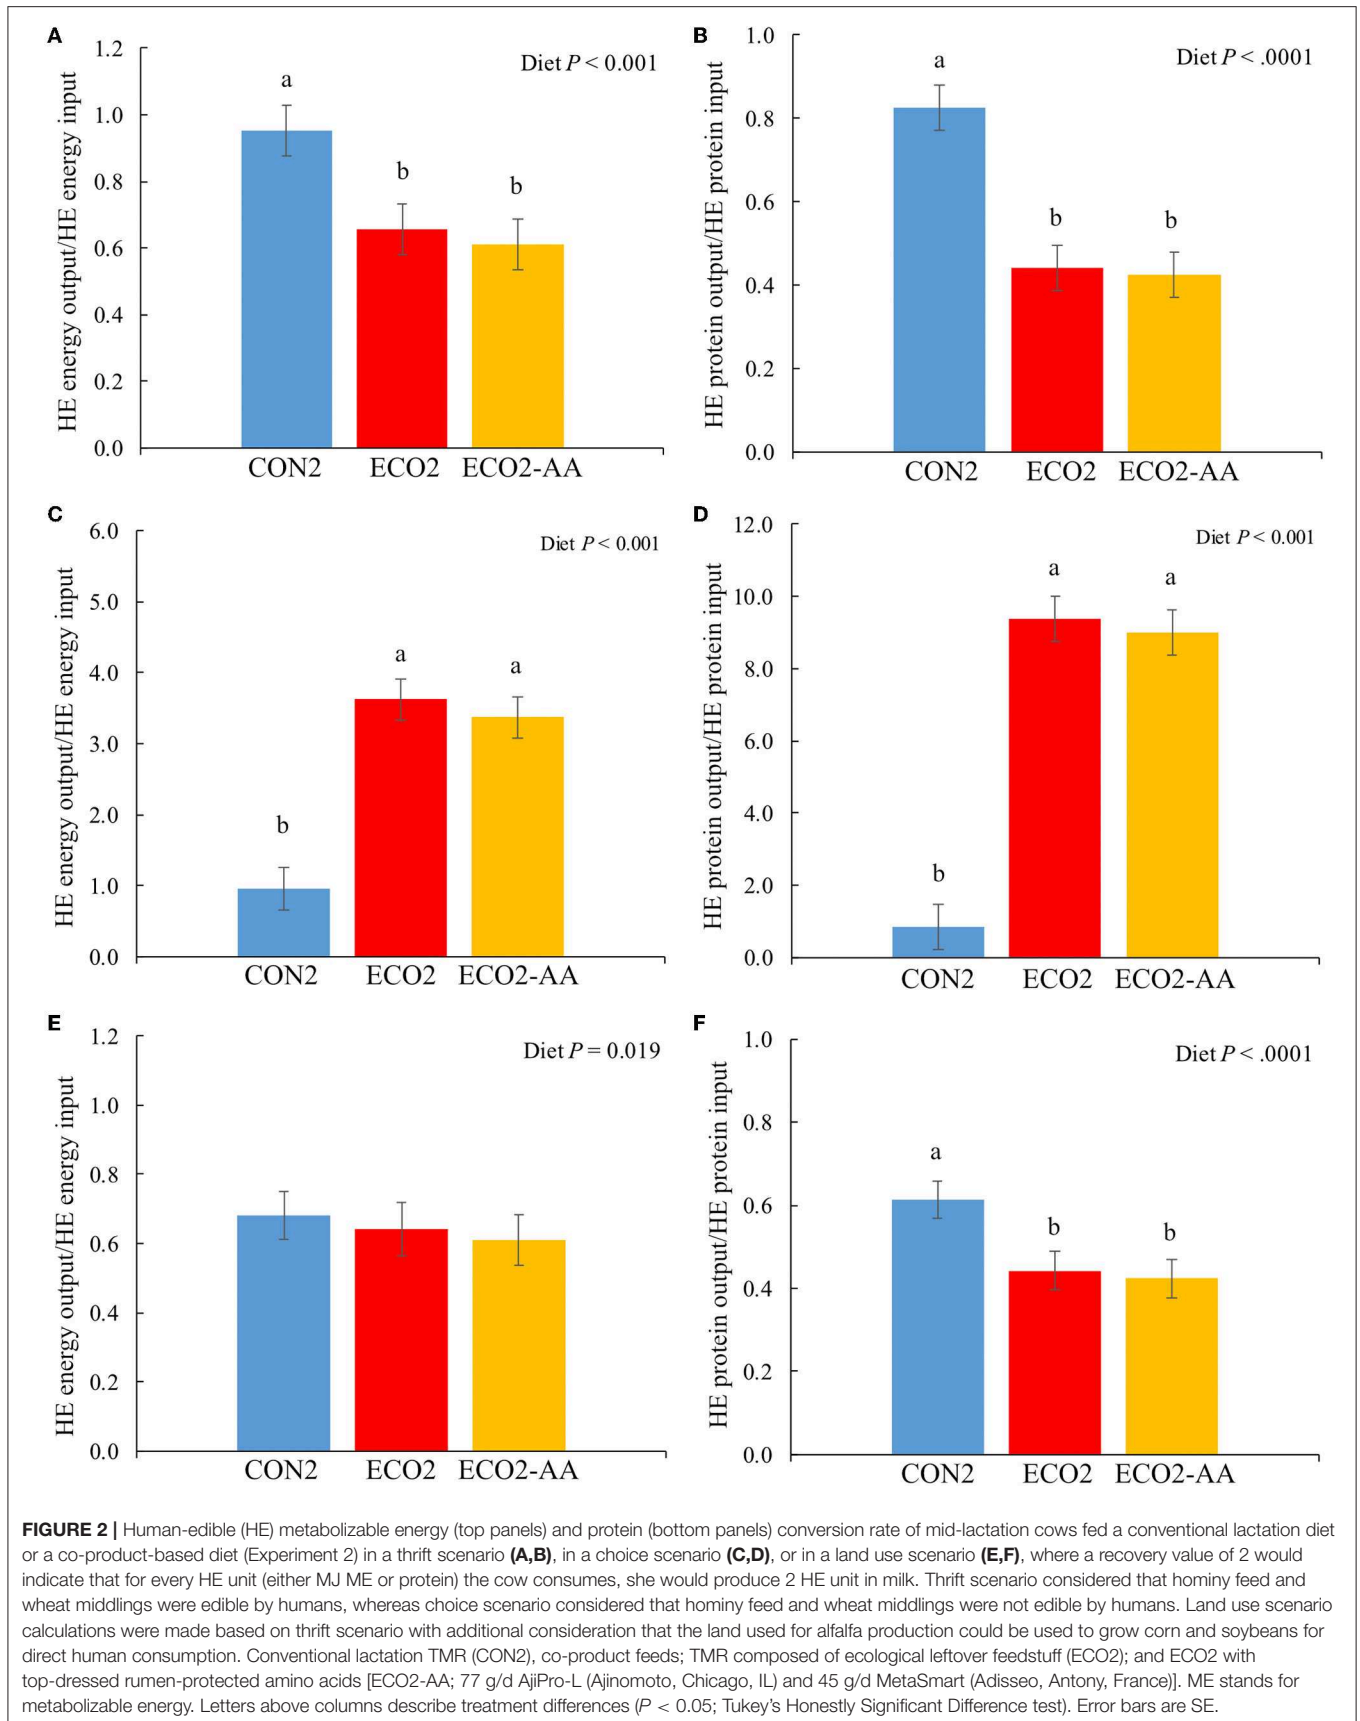 A
HE energy output/HE energy input
1.2
1.0
0.8
0.6
0.4
0.2
0.0
Diet P < 0.001
a
b
b
CON2 ECO2 ECO2-AA
B
HE protein output/HE protein input
1.0
0.8
0.6
0.4
0.2
0.0
Diet P < .0001
a
b
b
CON2 ECO2 ECO2-AA
C
HE energy output/HE energy input
6.0
5.0
4.0
3.0
2.0
1.0
0.0
Diet P < 0.001
b
a
a
CON2 ECO2 ECO2-AA
D
HE protein output/HE protein input
12.0
10.0
8.0
6.0
4.0
2.0
0.0
Diet P < 0.001
b
a
a
CON2 ECO2 ECO2-AA
E
HE energy output/HE energy input
1.2
1.0
0.8
0.6
0.4
0.2
0.0
Diet P = 0.019
CON2 ECO2 ECO2-AA
F
HE protein output/HE protein input
1.0
0.8
0.6
0.4
0.2
0.0
Diet P < .0001
a
b
b
CON2 ECO2 ECO2-AA
FIGURE 2 | Human-edible (HE) metabolizable energy (top panels) and protein (bottom panels) conversion rate of mid-lactation cows fed a conventional lactation diet
or a co-product-based diet (Experiment 2) in a thrift scenario (A,B), in a choice scenario (C,D), or in a land use scenario (E,F), where a recovery value of 2 would
indicate that for every HE unit (either MJ ME or protein) the cow consumes, she would produce 2 HE unit in milk. Thrift scenario considered that hominy feed and
wheat middlings were edible by humans, whereas choice scenario considered that hominy feed and wheat middlings were not edible by humans. Land use scenario
calculations were made based on thrift scenario with additional consideration that the land used for alfalfa production could be used to grow corn and soybeans for
direct human consumption. Conventional lactation TMR (CON2), co-product feeds; TMR composed of ecological leftover feedstuff (ECO2); and ECO2 with
top-dressed rumen-protected amino acids [ECO2-AA; 77 g/d AjiPro-L (Ajinomoto, Chicago, IL) and 45 g/d MetaSmart (Adisseo, Antony, France)]. ME stands for
metabolizable energy. Letters above columns describe treatment differences (P < 0.05; Tukey's Honestly Significant Difference test). Error bars are SE.